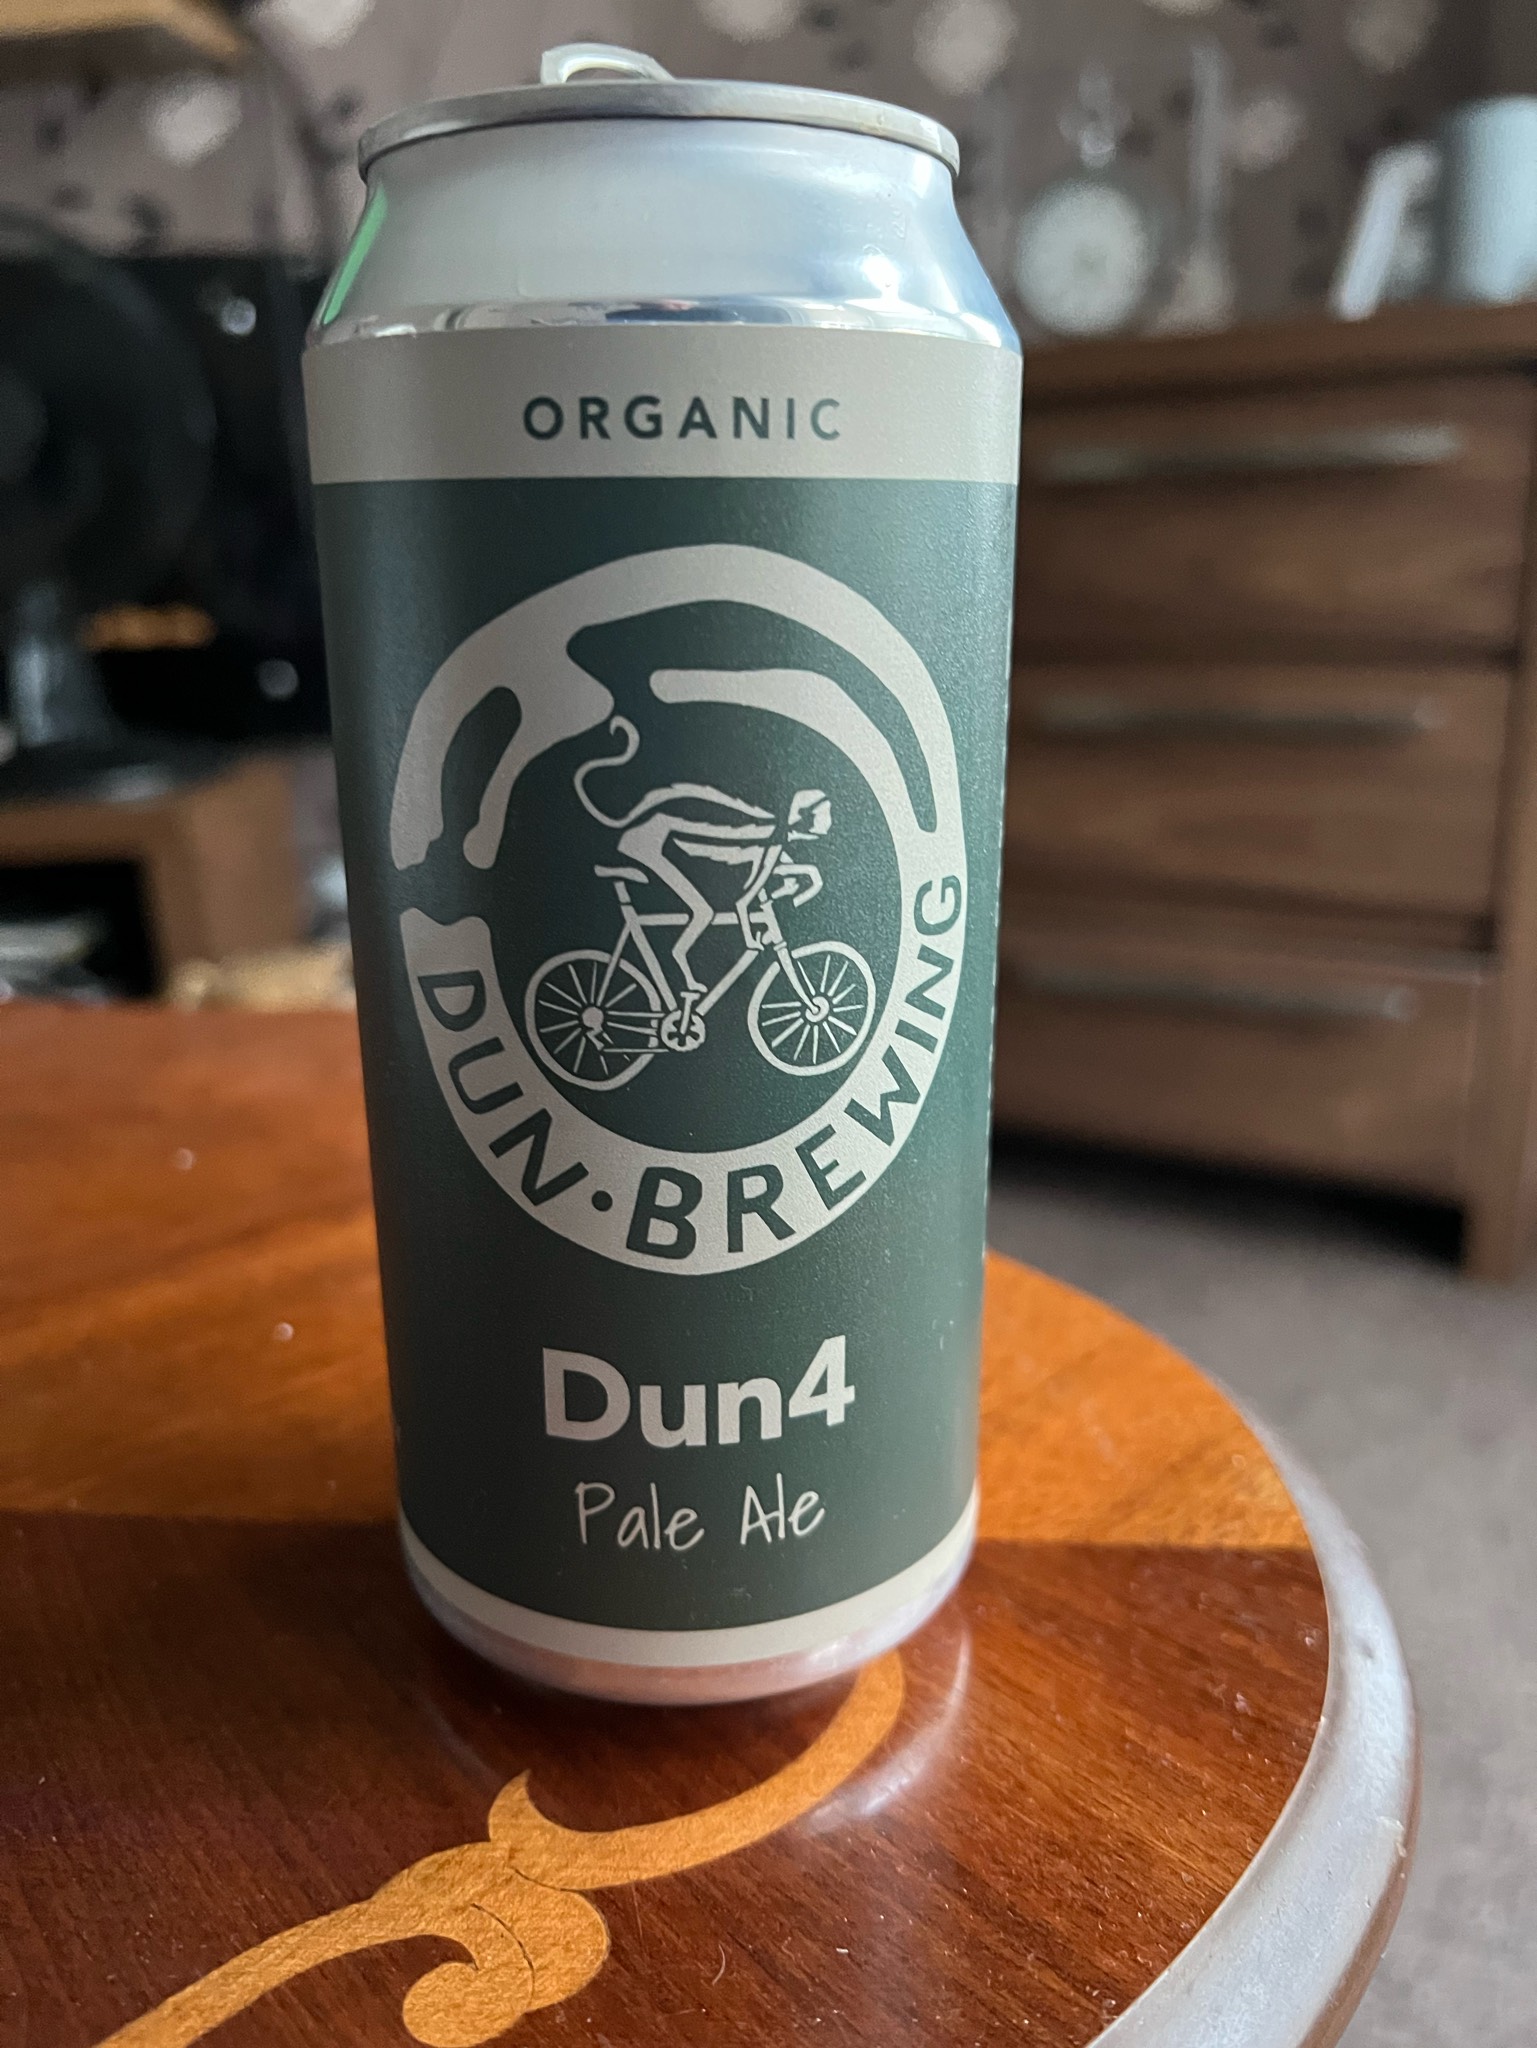 ORGANIC
DUN · BREWING
Dun4
Pale Ale